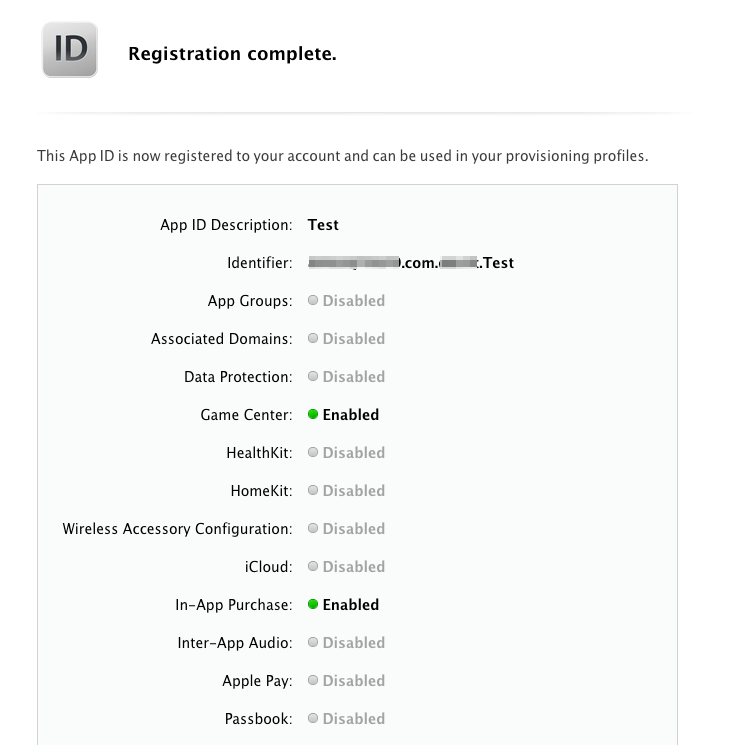 ID
Registration complete.
This App ID is now registered to your account and can be used in your provisioning profiles.
App ID Description: Test
Identifier: .com. .Test
App Groups: Disabled
Associated Domains: Disabled
Data Protection: Disabled
Game Center: Enabled
HealthKit: Disabled
HomeKit: Disabled
Wireless Accessory Configuration: Disabled
iCloud: Disabled
In-App Purchase: Enabled
Inter-App Audio: Disabled
Apple Pay: Disabled
Passbook: Disabled